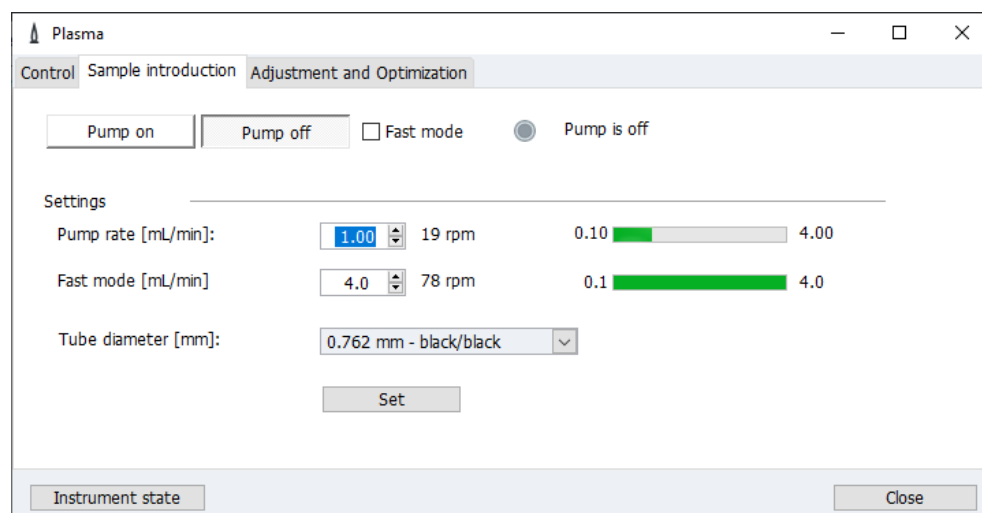 Plasma
Control Sample introduction Adjustment and Optimization
Pump on Pump off Fast mode Pump is off
Settings
Pump rate [mL/min]: 1.00 19 rpm 0.10 4.00
Fast mode [mL/min] 4.0 78 rpm 0.1 4.0
Tube diameter [mm]: 0.762 mm - black/black
Set
Instrument state Close